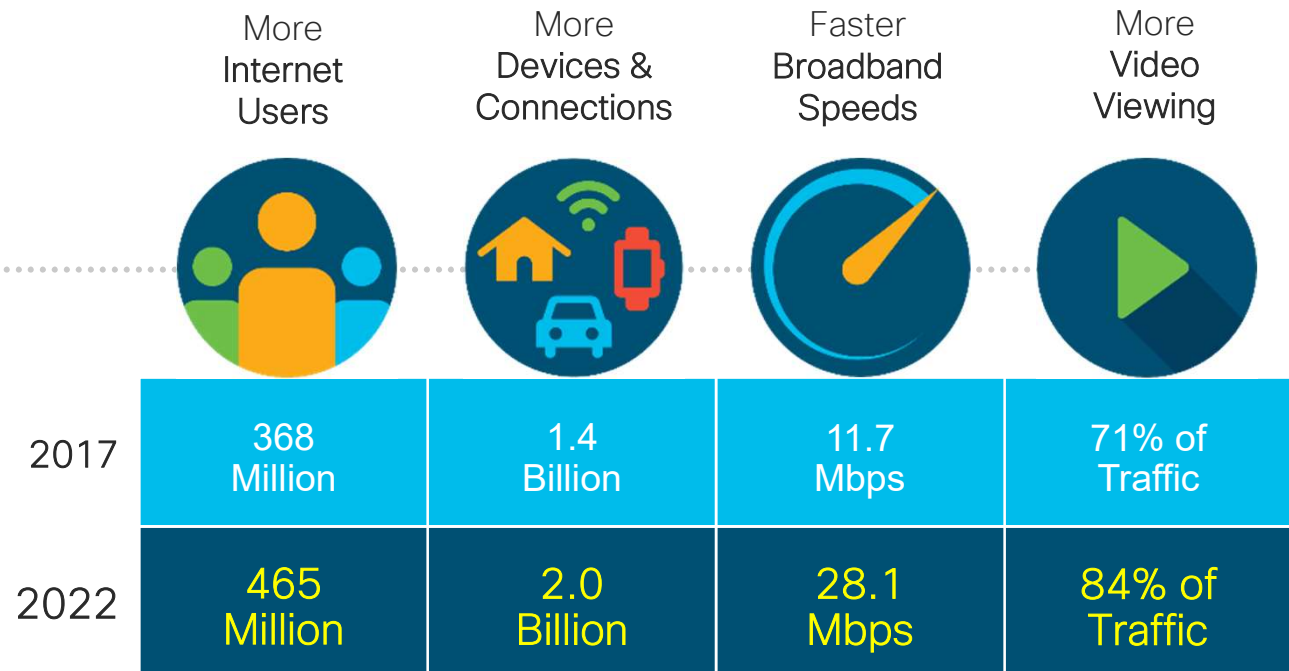 More
Internet
Users
More
Devices &
Connections
Faster
Broadband
Speeds
More
Video
Viewing
2017
368
Million
1.4
Billion
11.7
Mbps
71% of
Traffic
2022
465
Million
2.0
Billion
28.1
Mbps
84% of
Traffic